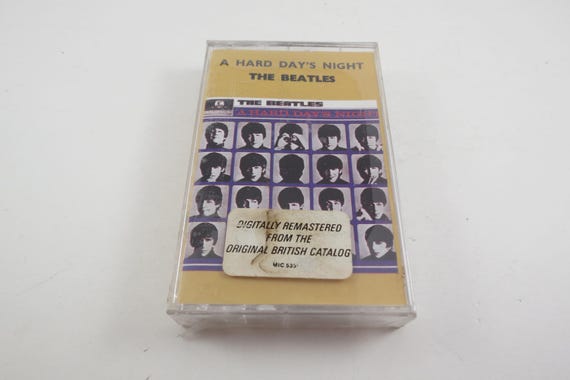 A HARD DAY'S NIGHT
THE BEATLES
THE BEATLES
A HARD DAY'S NIGHT
DIGITALLY REMASTERED
FROM THE
ORIGINAL BRITISH CATALOG